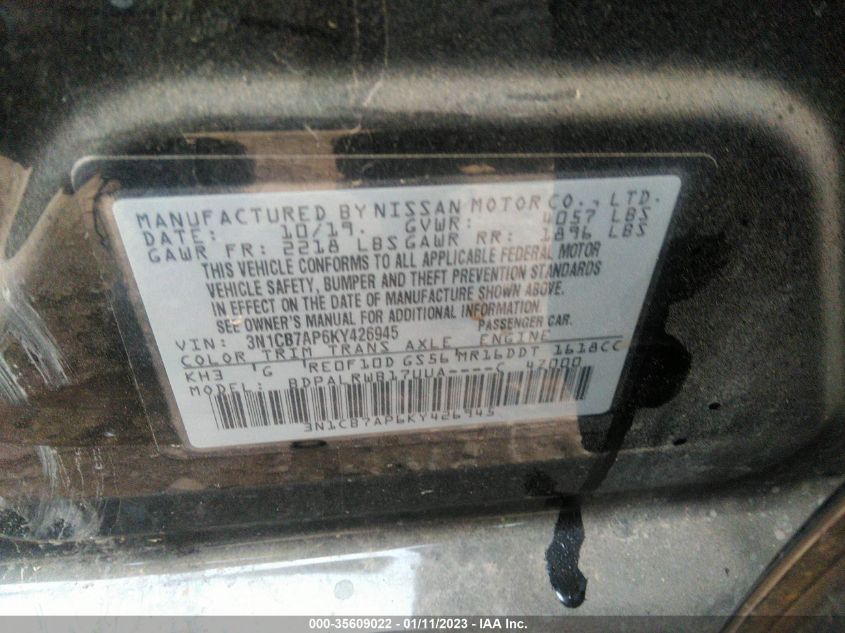 MANUFACTURED BY NISSAN MOTOR CO., LTD.
DATE: 10/19. GVWR: 4057 LBS
GAWR FR: 2218 LBS GAWR RR: 1896 LBS
THIS VEHICLE CONFORMS TO ALL APPLICABLE FEDERAL MOTOR
VEHICLE SAFETY, BUMPER AND THEFT PREVENTION STANDARDS
IN EFFECT ON THE DATE OF MANUFACTURE SHOWN ABOVE.
SEE OWNER'S MANUAL FOR ADDITIONAL INFORMATION.
VIN: 3N1CB7AP6KY426945 PASSENGER CAR.
COLOR TRIM TRANS AXLE ENGINE
KH3 G RE0F10D GS56 MR16DDT 1618CC
MODEL: BDPALRWB17UUA----C 47000
3N1CB7AP6KY426945
000-35609022 - 01/11/2023 - IAA Inc.